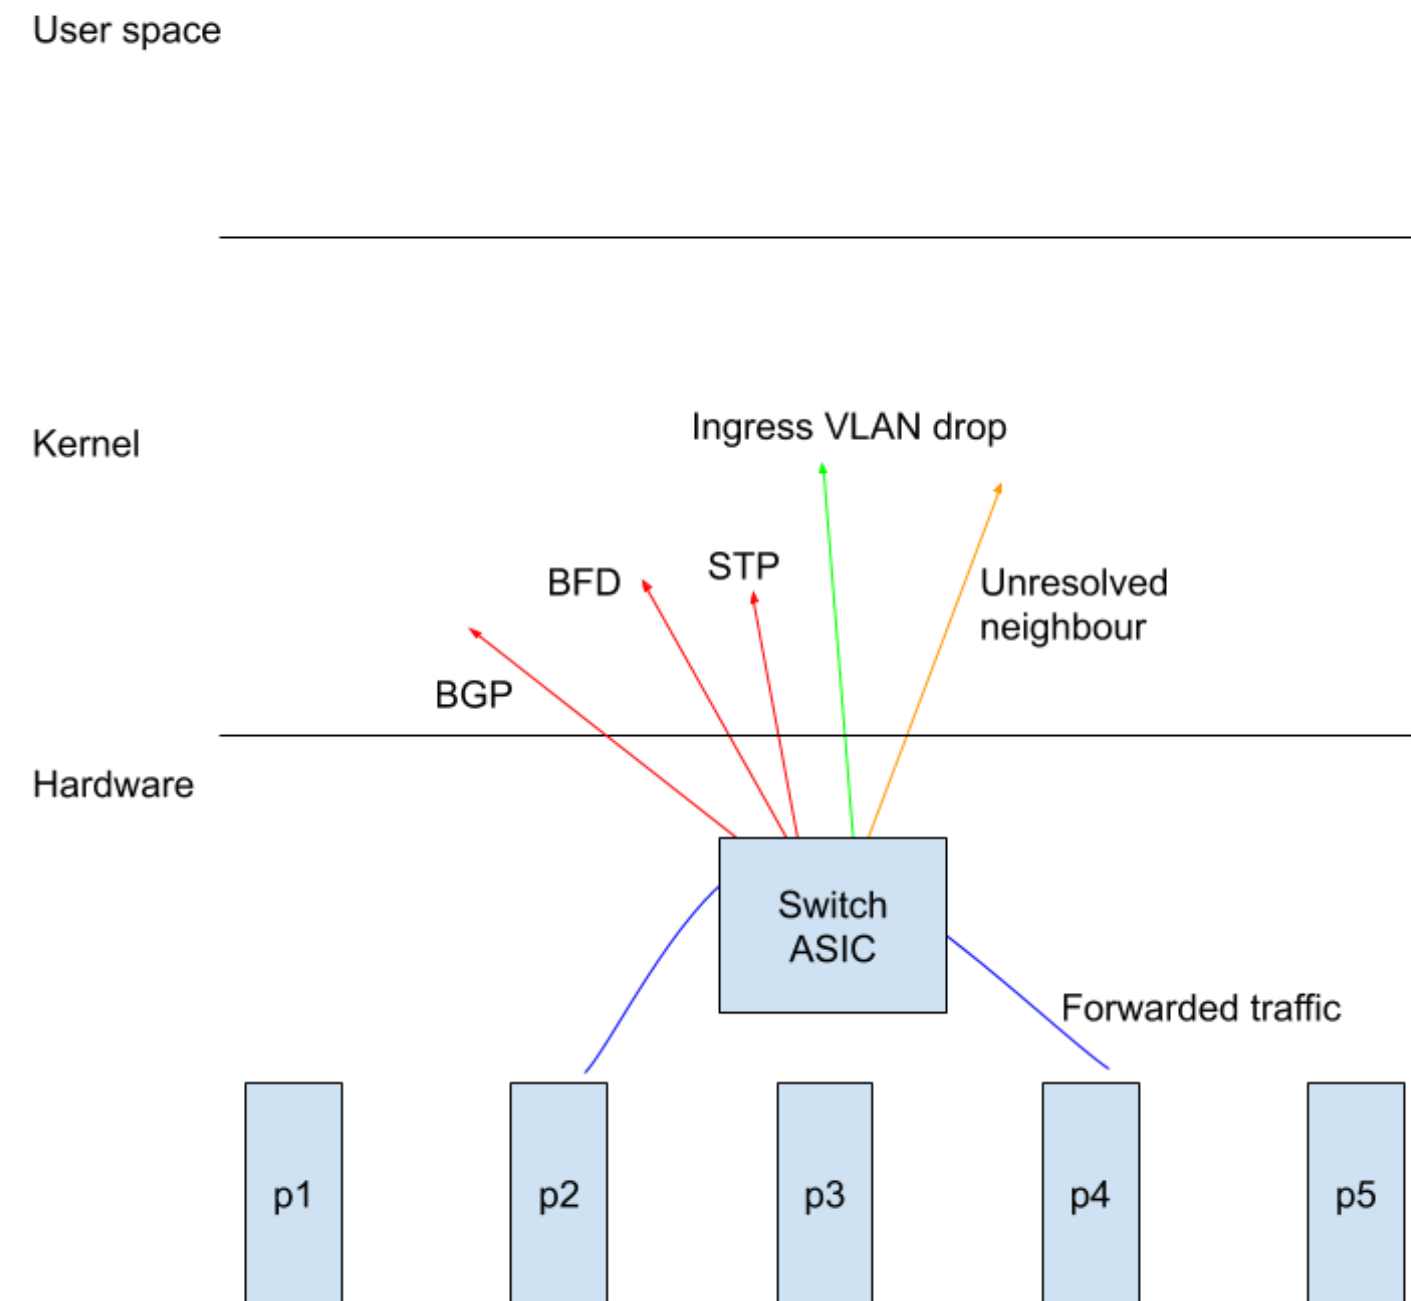 User space
Ingress VLAN drop
Kernel
STP
BFD
Unresolved
neighbour
BGP
Hardware
Switch
ASIC
Forwarded traffic
p1
p2
p3
p4
p5